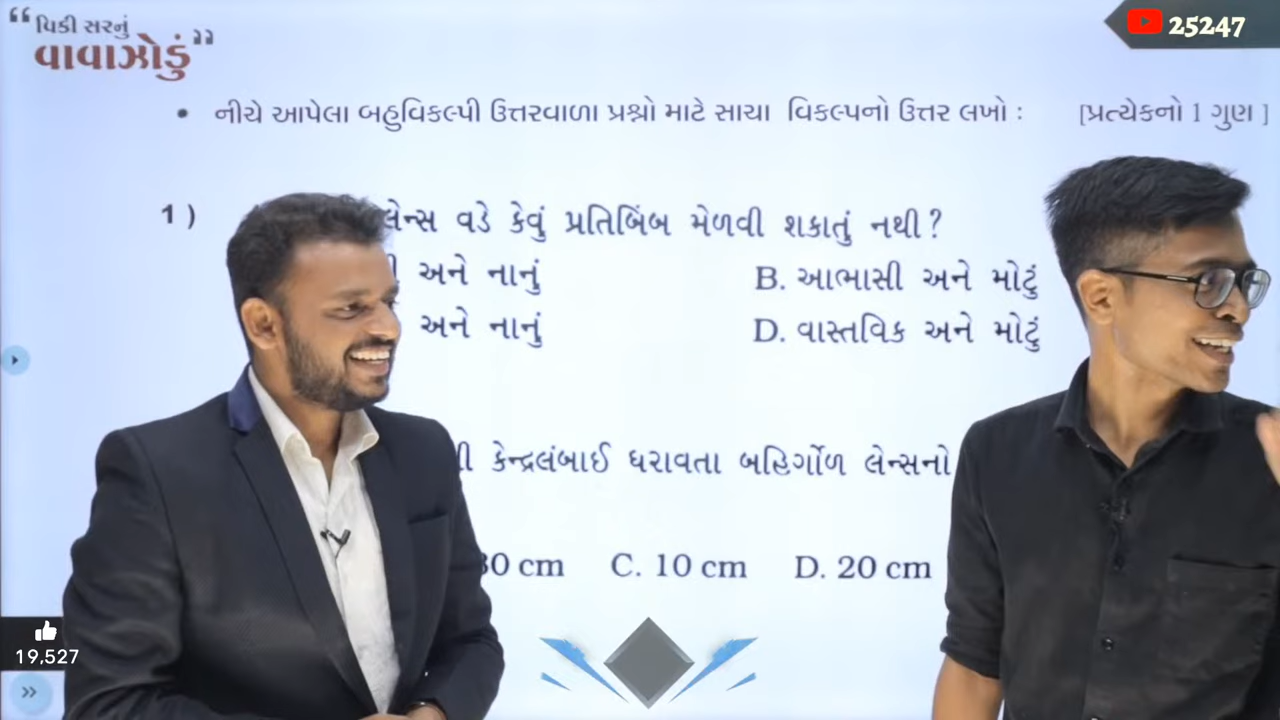 “ વિકી સરનું
વાવાઝોડું ”
25247
• નીચે આપેલા બહુવિકલ્પી ઉત્તરવાળા પ્રશ્નો માટે સાચા વિકલ્પનો ઉત્તર લખો : [પ્રત્યેકનો 1 ગુણ ]
1 ) લેન્સ વડે કેવું પ્રતિબિંબ મેળવી શકાતું નથી ?
અને નાનું B. આભાસી અને મોટું
અને નાનું D. વાસ્તવિક અને મોટું
કેન્દ્રલંબાઈ ધરાવતા બહિર્ગોળ લેન્સનો
cm C. 10 cm D. 20 cm
19,527